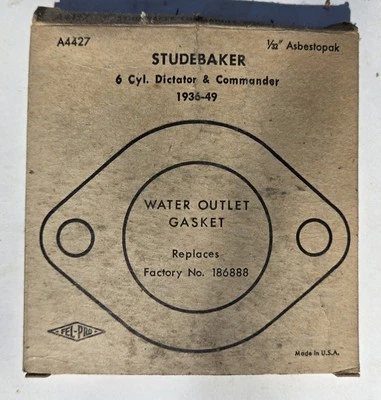 A4427 1/32" Asbestopak
STUDEBAKER
6 Cyl. Dictator & Commander
1936-49
WATER OUTLET
GASKET
Replaces
Factory No. 186888
FEL-PRO
Made in U.S.A.